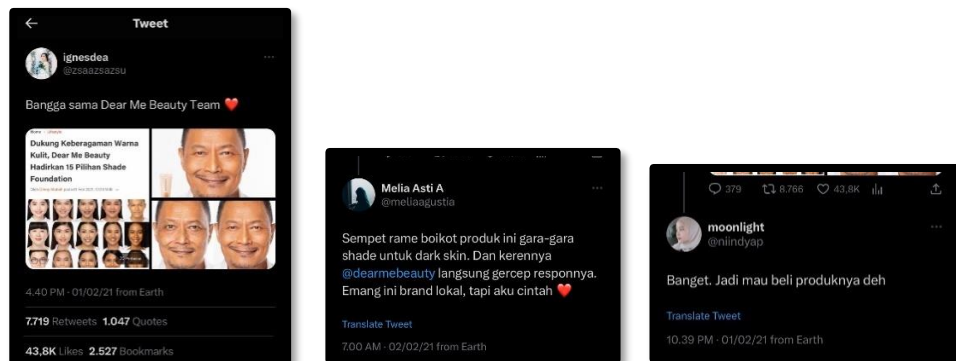 Tweet
ignesdea
@zsaazsazsu
Bangga sama Dear Me Beauty Team ❤️
Dukung Keberagaman Warna
Kulit, Dear Me Beauty
Hadirkan 15 Pilihan Shade
Foundation
4.40 PM · 01/02/21 from Earth
7.719 Retweets 1.047 Quotes
43,8K Likes 2.527 Bookmarks
Melia Asti A
@meliaagustia
Sempet rame boikot produk ini gara-gara
shade untuk dark skin. Dan kerennya
@dearmebeauty langsung gercep responnya.
Emang ini brand lokal, tapi aku cintah ❤️
Translate Tweet
7.00 AM · 02/02/21 from Earth
379 8.766 43,8K
moonlight
@niindyap
Banget. Jadi mau beli produknya deh
Translate Tweet
10.39 PM · 01/02/21 from Earth